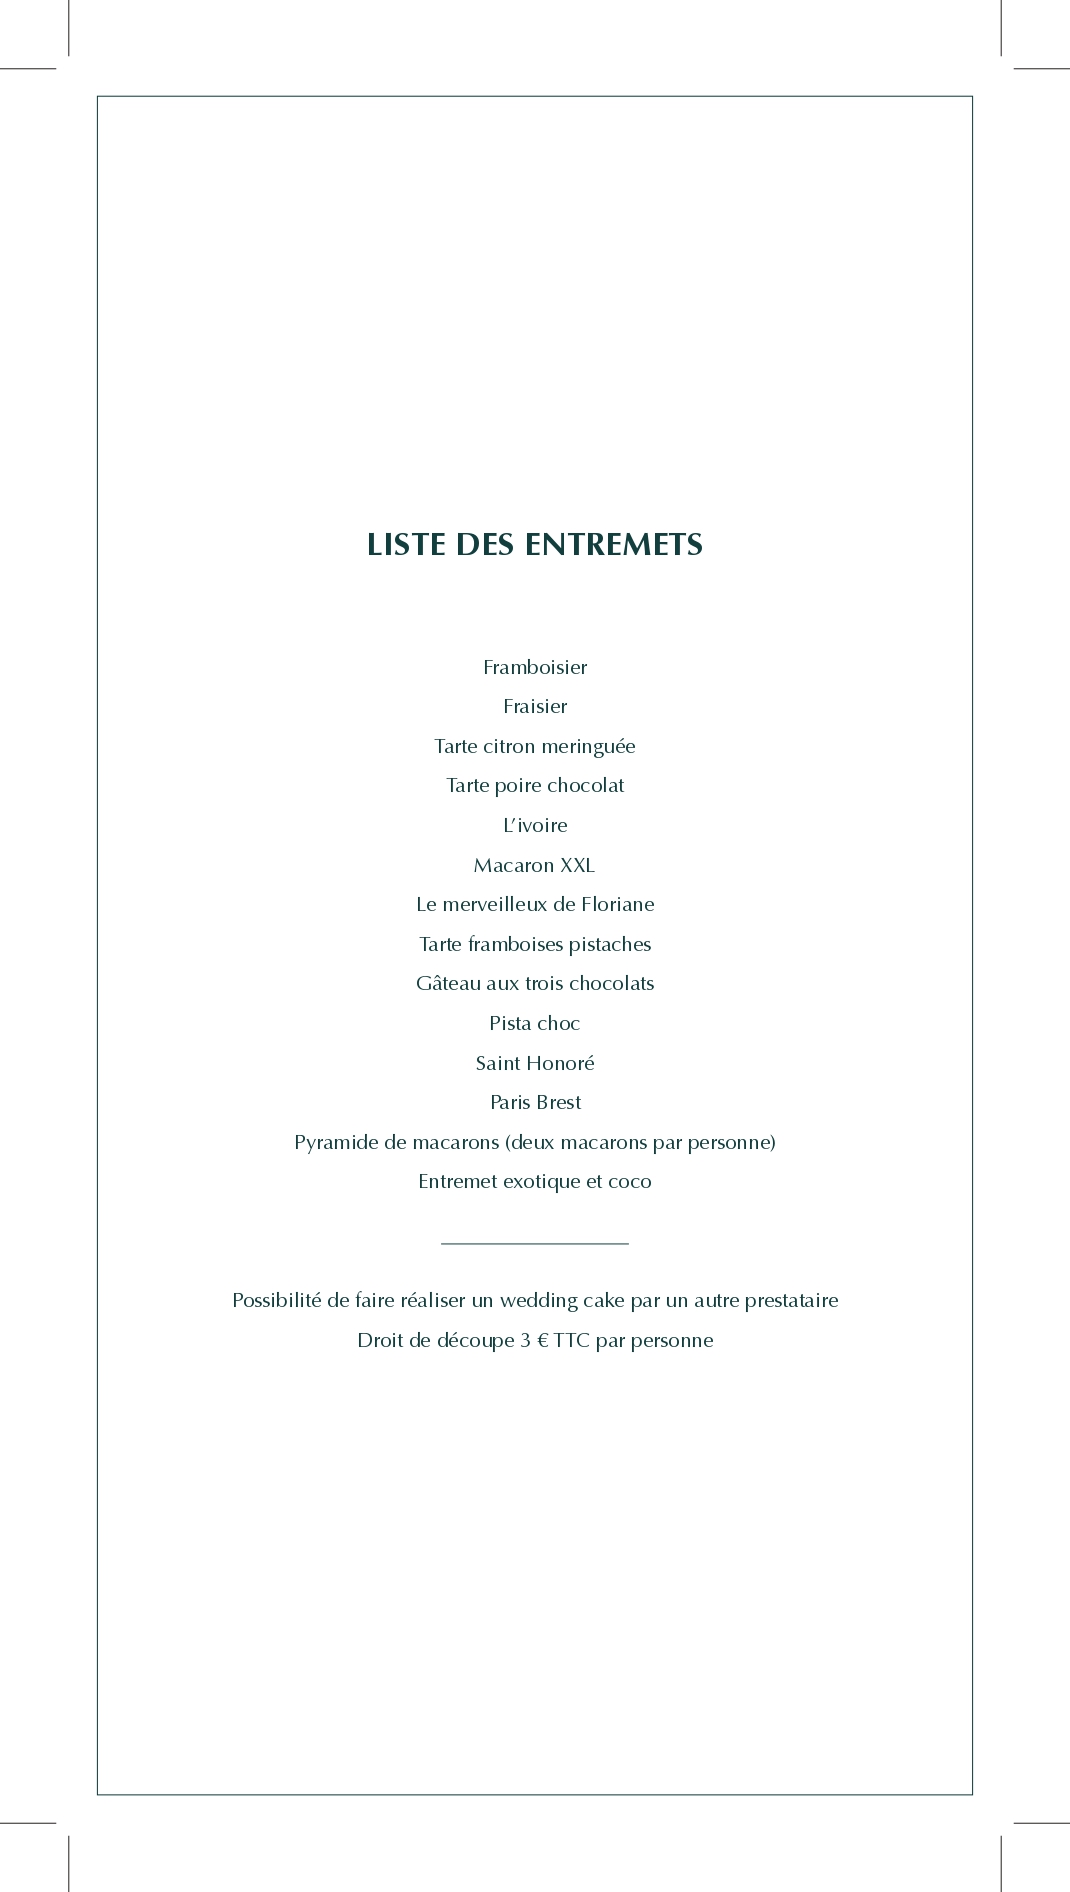 LISTE DES ENTREMETS
Framboisier
Fraisier
Tarte citron meringuée
Tarte poire chocolat
L’ivoire
Macaron XXL
Le merveilleux de Floriane
Tarte framboises pistaches
Gâteau aux trois chocolats
Pista choc
Saint Honoré
Paris Brest
Pyramide de macarons (deux macarons par personne)
Entremet exotique et coco
Possibilité de faire réaliser un wedding cake par un autre prestataire
Droit de découpe 3 € TTC par personne